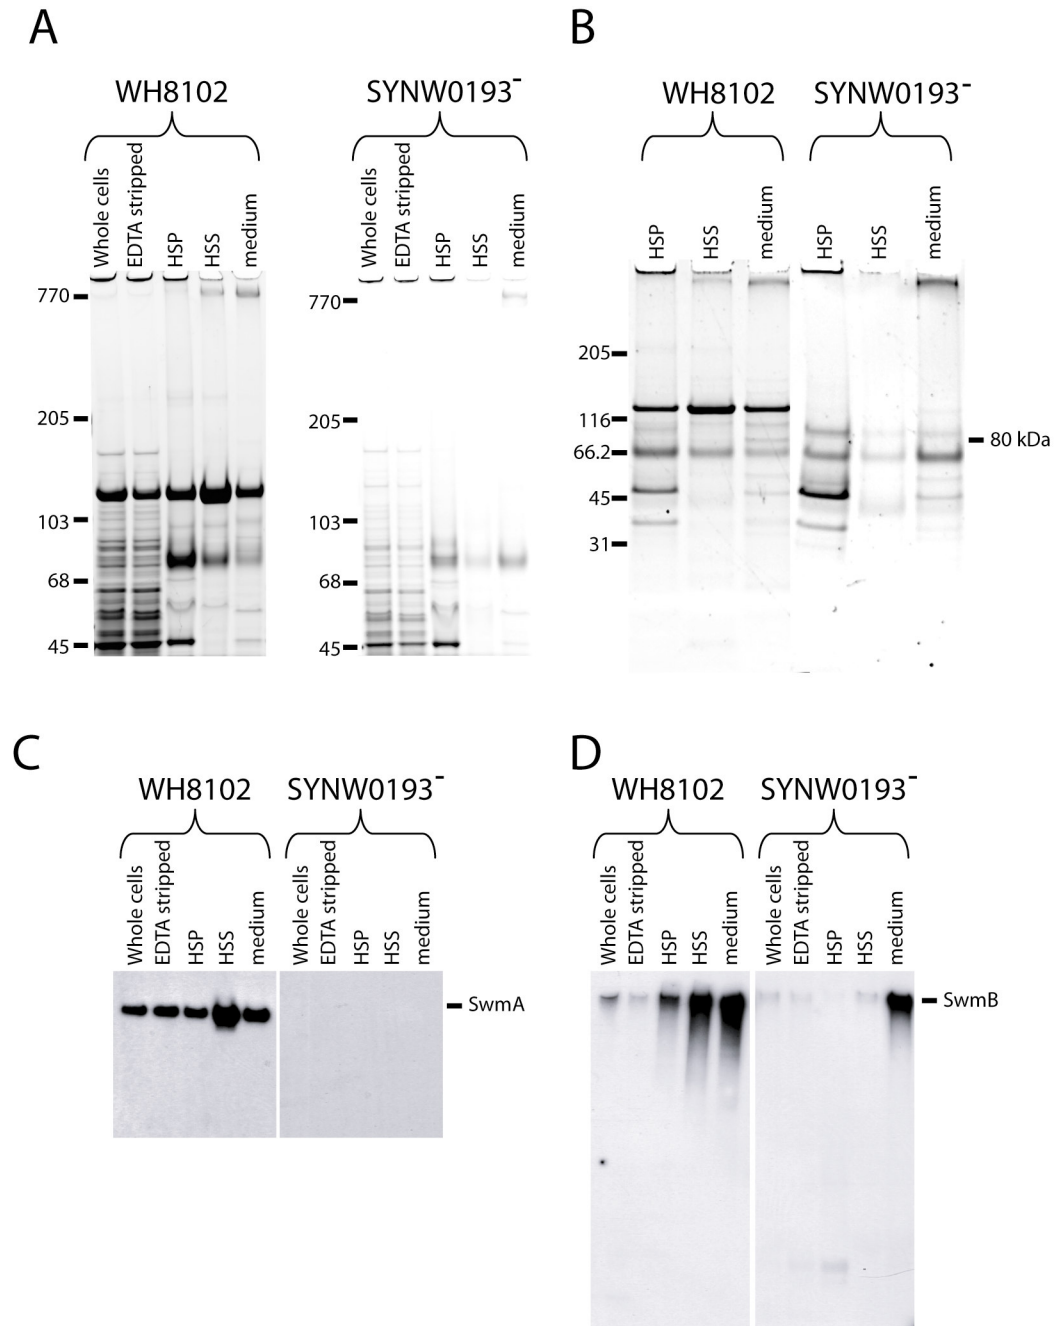 A
WH8102
SYNW0193⁻
Whole cells
EDTA stripped
HSP
HSS
medium
Whole cells
EDTA stripped
HSP
HSS
medium
770
205
103
68
45
770
205
103
68
45
B
WH8102
SYNW0193⁻
HSP
HSS
medium
HSP
HSS
medium
205
116
66.2
45
31
80 kDa
C
WH8102
SYNW0193⁻
Whole cells
EDTA stripped
HSP
HSS
medium
Whole cells
EDTA stripped
HSP
HSS
medium
SwmA
D
WH8102
SYNW0193⁻
Whole cells
EDTA stripped
HSP
HSS
medium
Whole cells
EDTA stripped
HSP
HSS
medium
SwmB